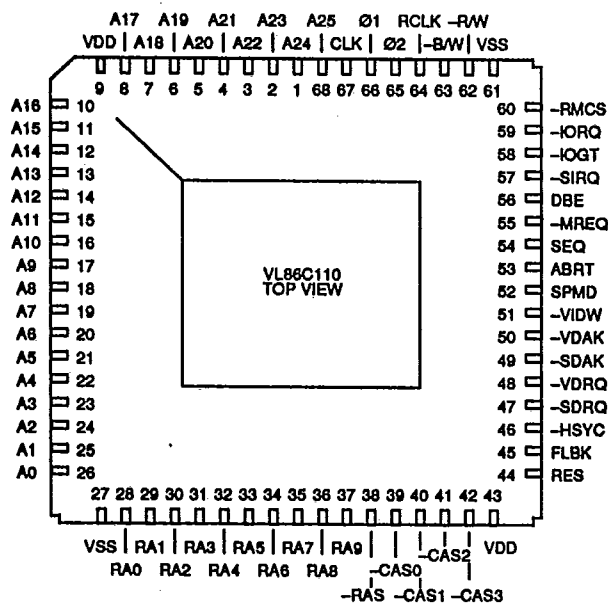 A17 A19 A21 A23 A25 Ø1 RCLK –R/W
VDD A18 A20 A22 A24 CLK Ø2 –B/W VSS
9 8 7 6 5 4 3 2 1 68 67 66 65 64 63 62 61
A16 10
A15 11
A14 12
A13 13
A12 14
A11 15
A10 16
A9 17
A8 18
A7 19
A6 20
A5 21
A4 22
A3 23
A2 24
A1 25
A0 26
VL86C110
TOP VIEW
60 –RMCS
59 –IORQ
58 –IOGT
57 –SIRQ
56 DBE
55 –MREQ
54 SEQ
53 ABRT
52 SPMD
51 –VIDW
50 –VDAK
49 –SDAK
48 –VDRQ
47 –SDRQ
46 –HSYC
45 FLBK
44 RES
27 28 29 30 31 32 33 34 35 36 37 38 39 40 41 42 43
VSS RA1 RA3 RA5 RA7 RA9 –CAS2 VDD
RA0 RA2 RA4 RA6 RA8 –CAS0
–RAS –CAS1 –CAS3